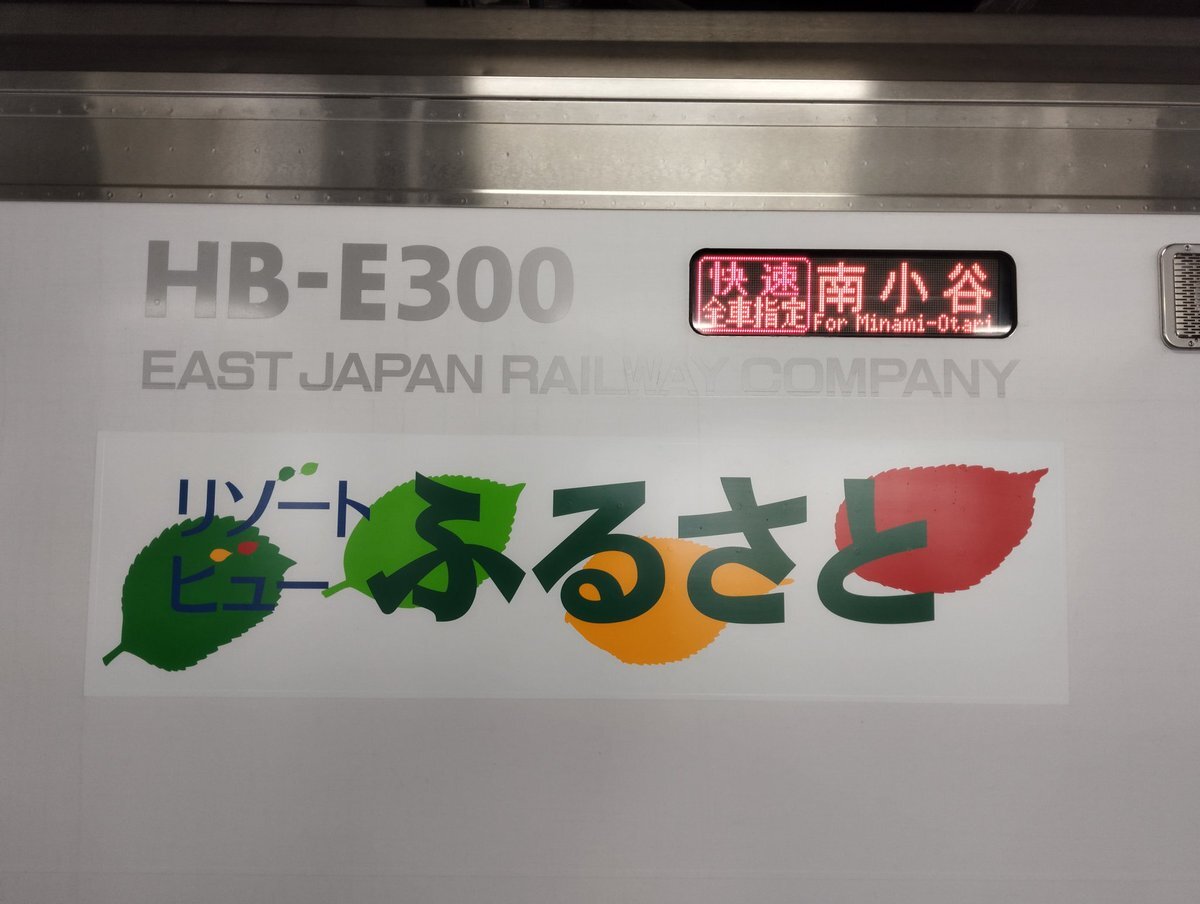 HB-E300
快速 南小谷
全車指定 For Minami-Otari
EAST JAPAN RAILWAY COMPANY
リゾート
ビュー
ふるさと